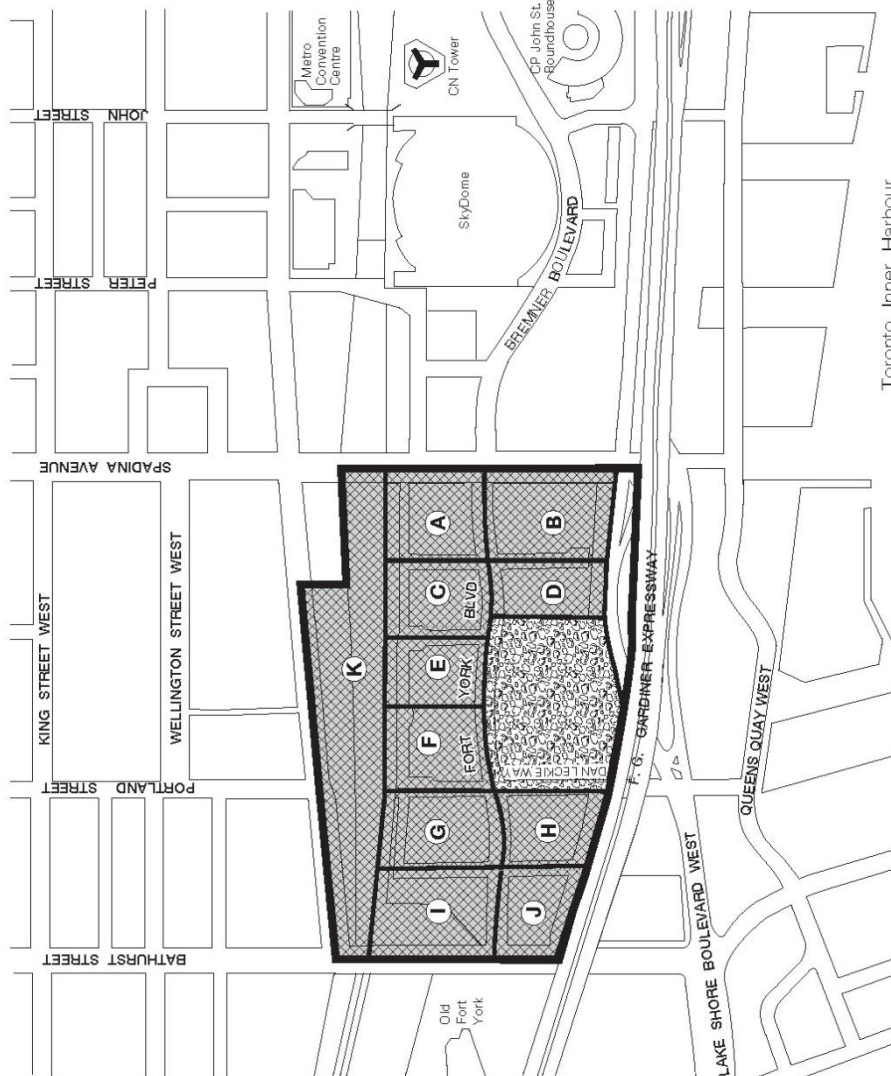 JOHN STREET
Metro
Convention
Centre
CN Tower
CP John St.
Roundhouse
PETER STREET
SkyDome
BREMNER BOULEVARD
SPADINA AVENUE
KING STREET WEST
WELLINGTON STREET WEST
A
B
C
D
K
E
F
FORT YORK BLVD
DAN LECKIE WAY
F. G. GARDINER EXPRESSWAY
PORTLAND STREET
G
H
I
J
QUEENS QUAY WEST
LAKE SHORE BOULEVARD WEST
BATHURST STREET
Old
Fort
York
Toronto Inner Harbour